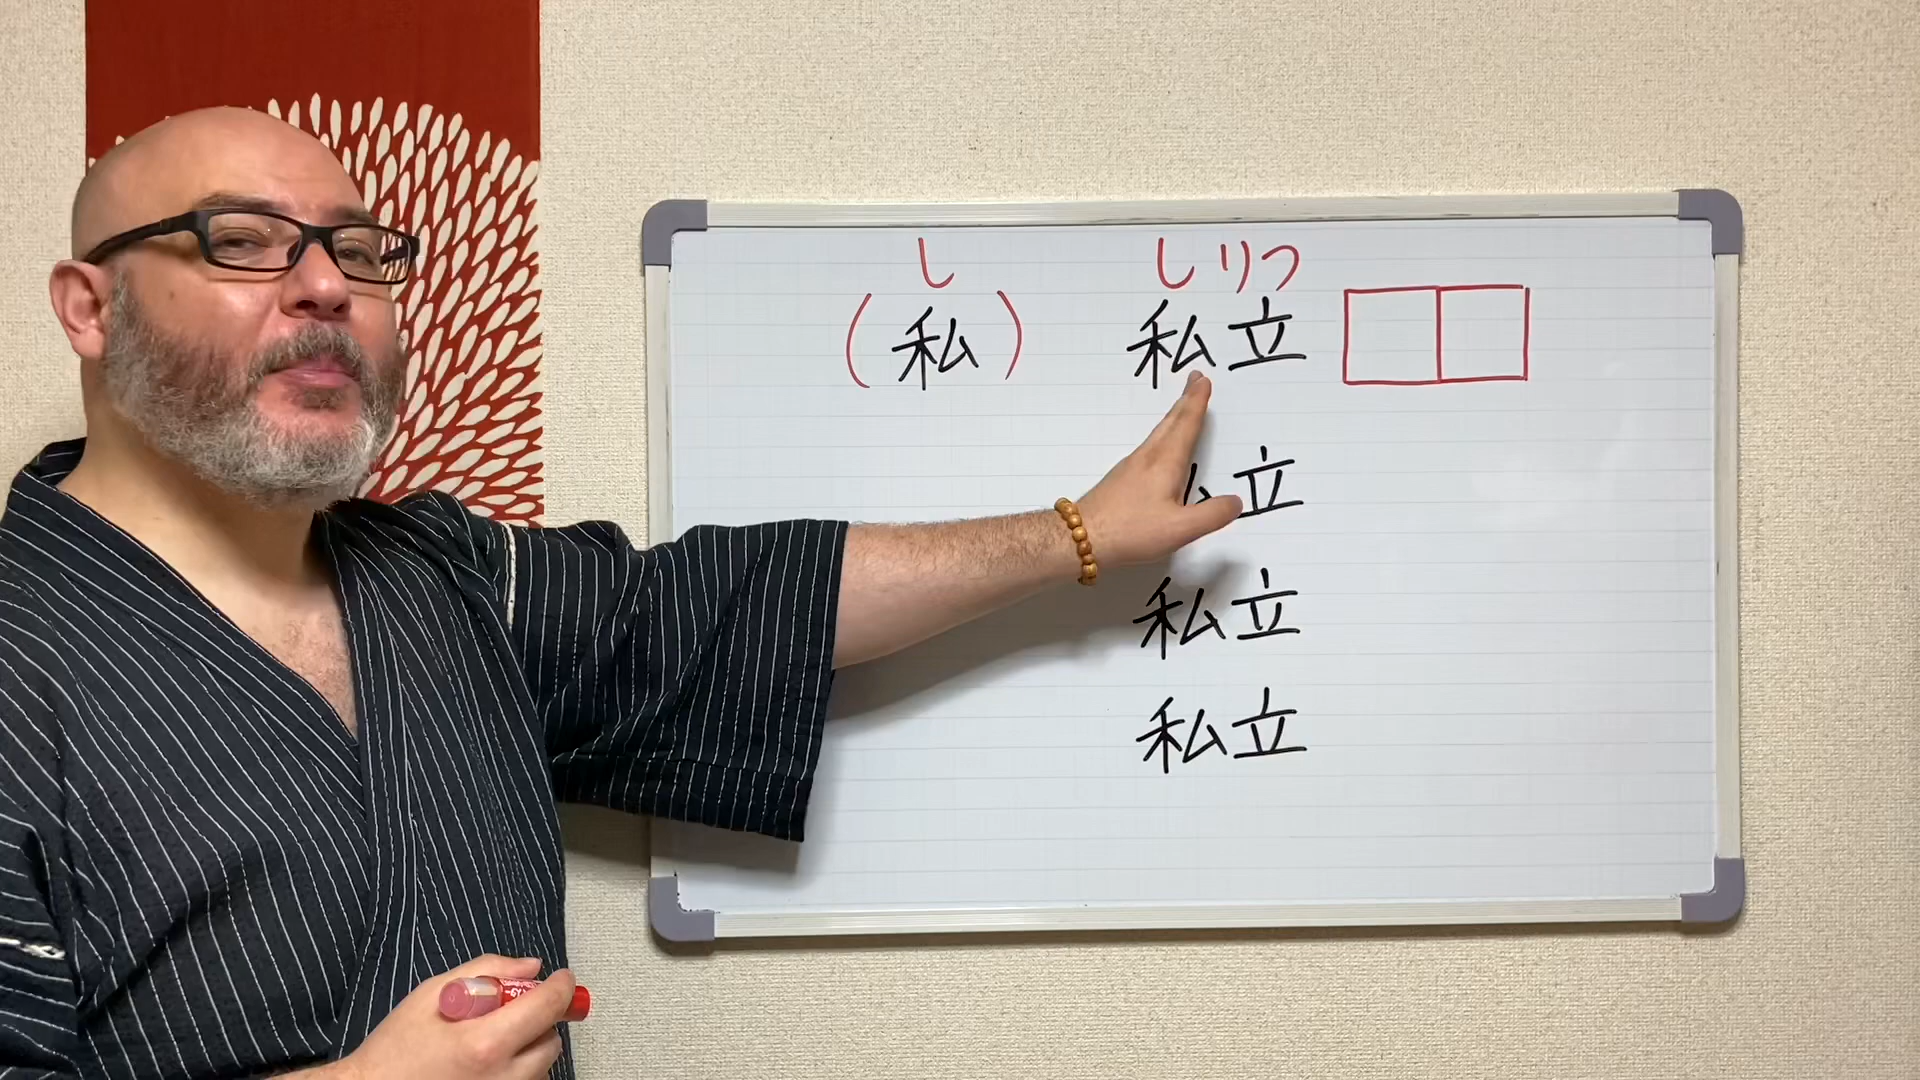 し しりつ
(私) 私立
立
私立
私立